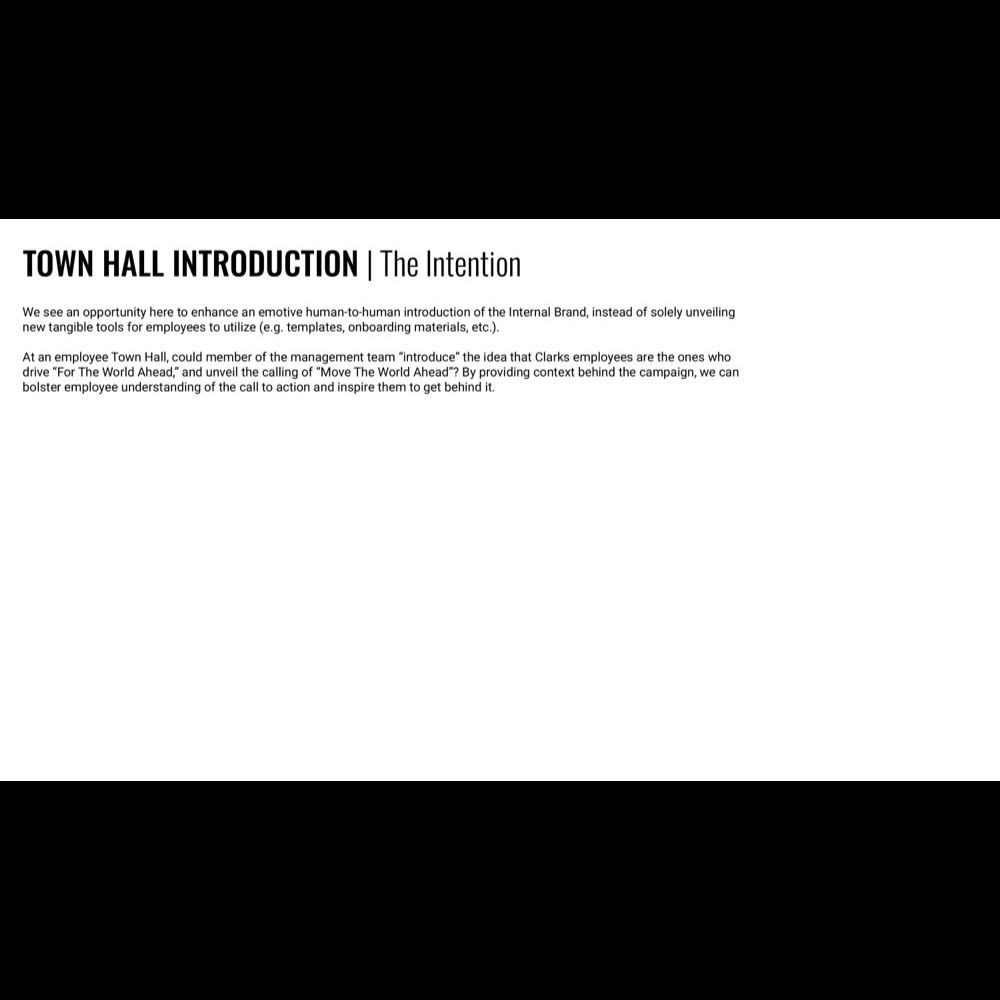 TOWN HALL INTRODUCTION | The Intention
We see an opportunity here to enhance an emotive human-to-human introduction of the Internal Brand, instead of solely unveiling
new tangible tools for employees to utilize (e.g. templates, onboarding materials, etc.).
At an employee Town Hall, could member of the management team “introduce” the idea that Clarks employees are the ones who
drive “For The World Ahead,” and unveil the calling of “Move The World Ahead”? By providing context behind the campaign, we can
bolster employee understanding of the call to action and inspire them to get behind it.